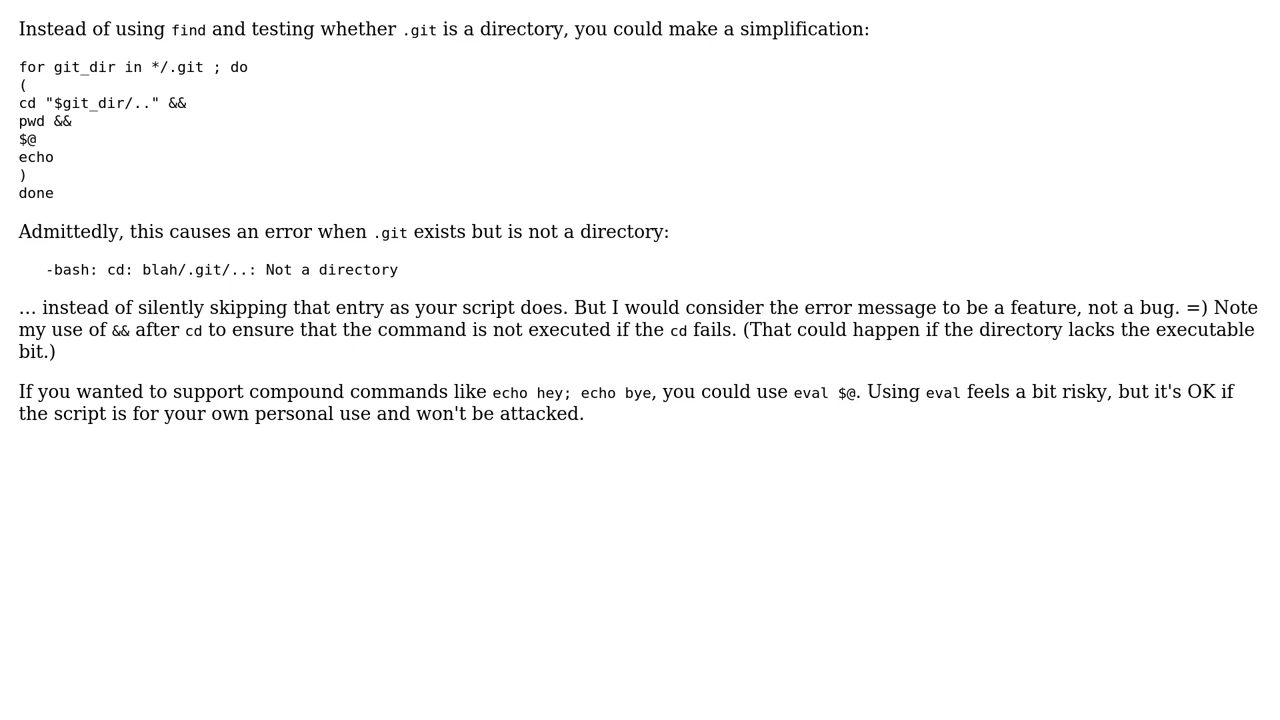 Instead of using find and testing whether .git is a directory, you could make a simplification:
for git_dir in */.git ; do
(
cd "$git_dir/.." &&
pwd &&
$@
echo
)
done
Admittedly, this causes an error when .git exists but is not a directory:
-bash: cd: blah/.git/..: Not a directory
… instead of silently skipping that entry as your script does. But I would consider the error message to be a feature, not a bug. =) Note
my use of && after cd to ensure that the command is not executed if the cd fails. (That could happen if the directory lacks the executable
bit.)
If you wanted to support compound commands like echo hey; echo bye, you could use eval $@. Using eval feels a bit risky, but it's OK if
the script is for your own personal use and won't be attacked.